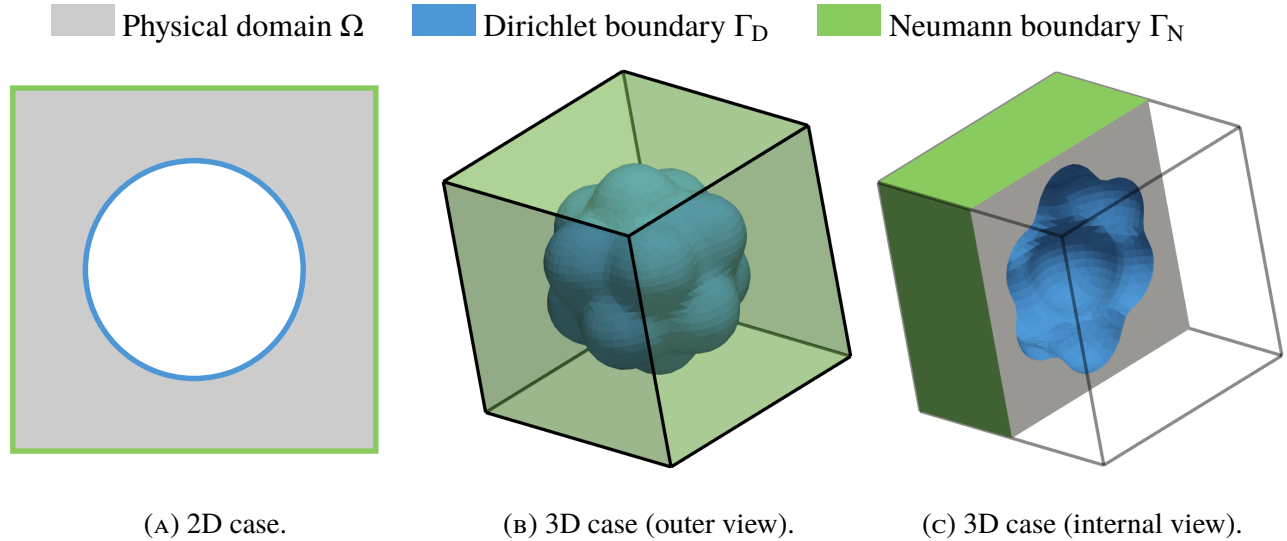 Physical domain Ω Dirichlet boundary Γ_D Neumann boundary Γ_N
(A) 2D case. (B) 3D case (outer view). (C) 3D case (internal view).